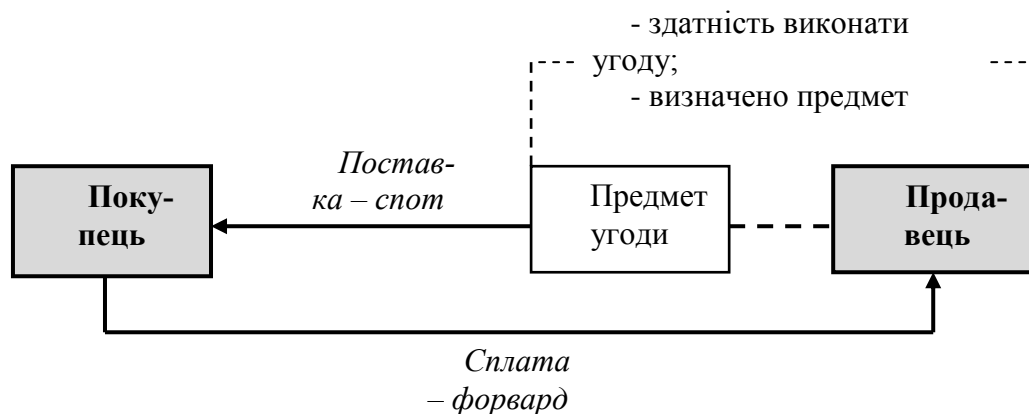 - здатність виконати
угоду;
- визначено предмет
Постав-
ка – спот
Поку-
пець
Предмет
угоди
Прода-
вець
Сплата
– форвард